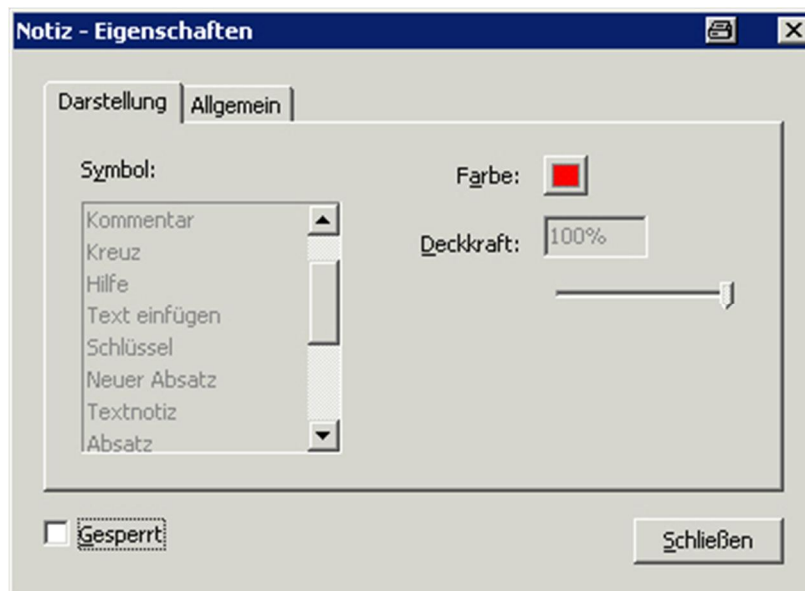 Notiz - Eigenschaften
Darstellung
Allgemein
Symbol:
Kommentar
Kreuz
Hilfe
Text einfügen
Schlüssel
Neuer Absatz
Textnotiz
Absatz
Farbe:
Deckkraft:
100%
Gesperrt
Schließen